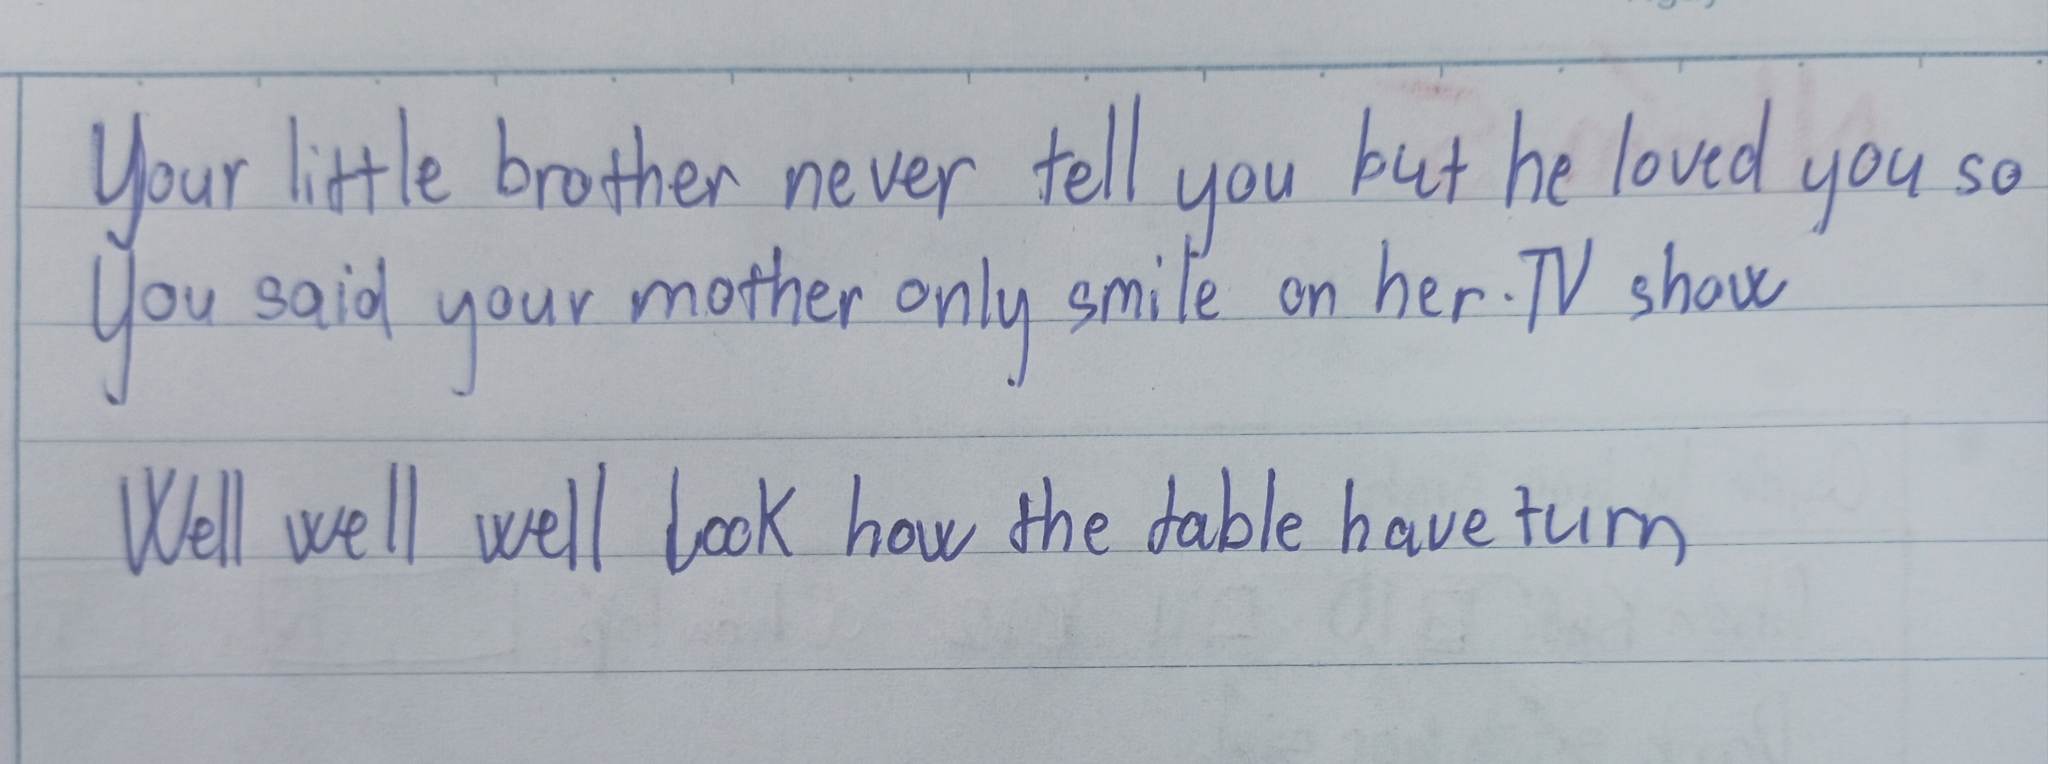 Your little brother never tell you but he loved you so
You said your mother only smile on her TV show
Well well well Look how the table have turn